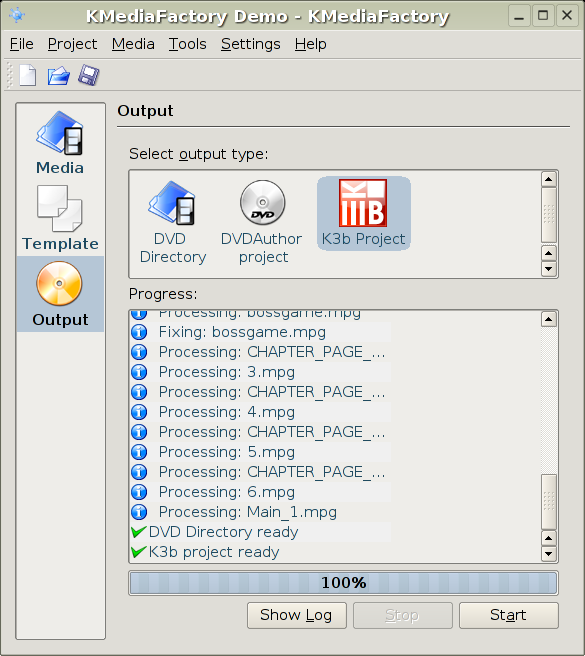 KMediaFactory Demo - KMediaFactory
File Project Media Tools Settings Help
Media
Template
Output
Output
Select output type:
DVD
Directory
DVD
DVDAuthor
project
K3b
K3b Project
Progress:
Processing: bossgame.mpg
Fixing: bossgame.mpg
Processing: CHAPTER_PAGE_...
Processing: 3.mpg
Processing: CHAPTER_PAGE_...
Processing: 4.mpg
Processing: CHAPTER_PAGE_...
Processing: 5.mpg
Processing: CHAPTER_PAGE_...
Processing: 6.mpg
Processing: Main_1.mpg
DVD Directory ready
K3b project ready
100%
Show Log Stop Start